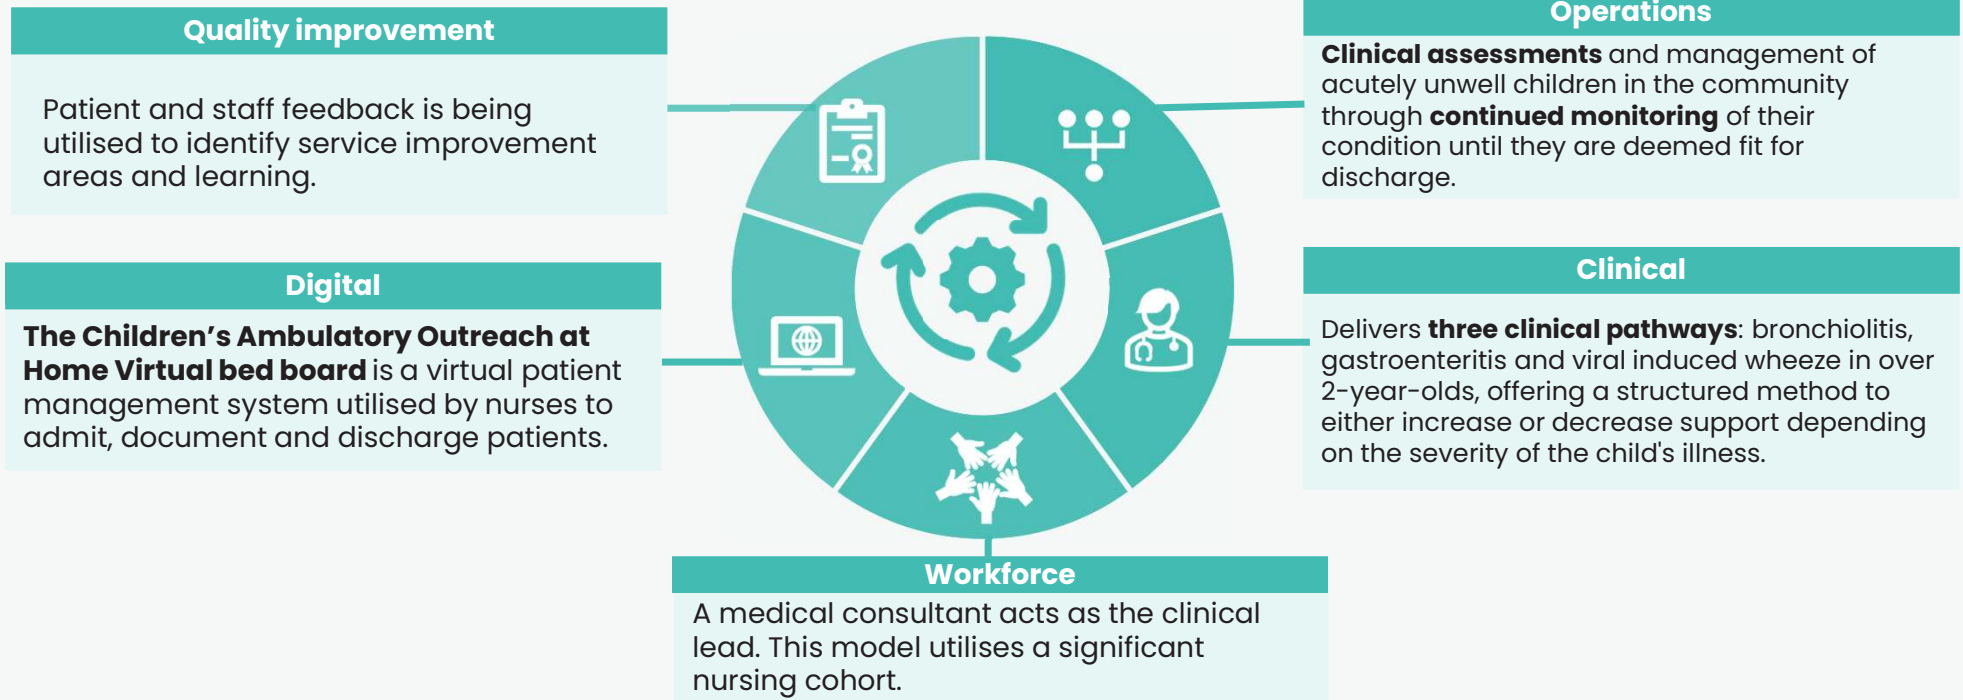 Quality improvement
Patient and staff feedback is being
utilised to identify service improvement
areas and learning.
Digital
The Children’s Ambulatory Outreach at
Home Virtual bed board is a virtual patient
management system utilised by nurses to
admit, document and discharge patients.
Operations
Clinical assessments and management of
acutely unwell children in the community
through continued monitoring of their
condition until they are deemed fit for
discharge.
Clinical
Delivers three clinical pathways: bronchiolitis,
gastroenteritis and viral induced wheeze in over
2-year-olds, offering a structured method to
either increase or decrease support depending
on the severity of the child's illness.
Workforce
A medical consultant acts as the clinical
lead. This model utilises a significant
nursing cohort.